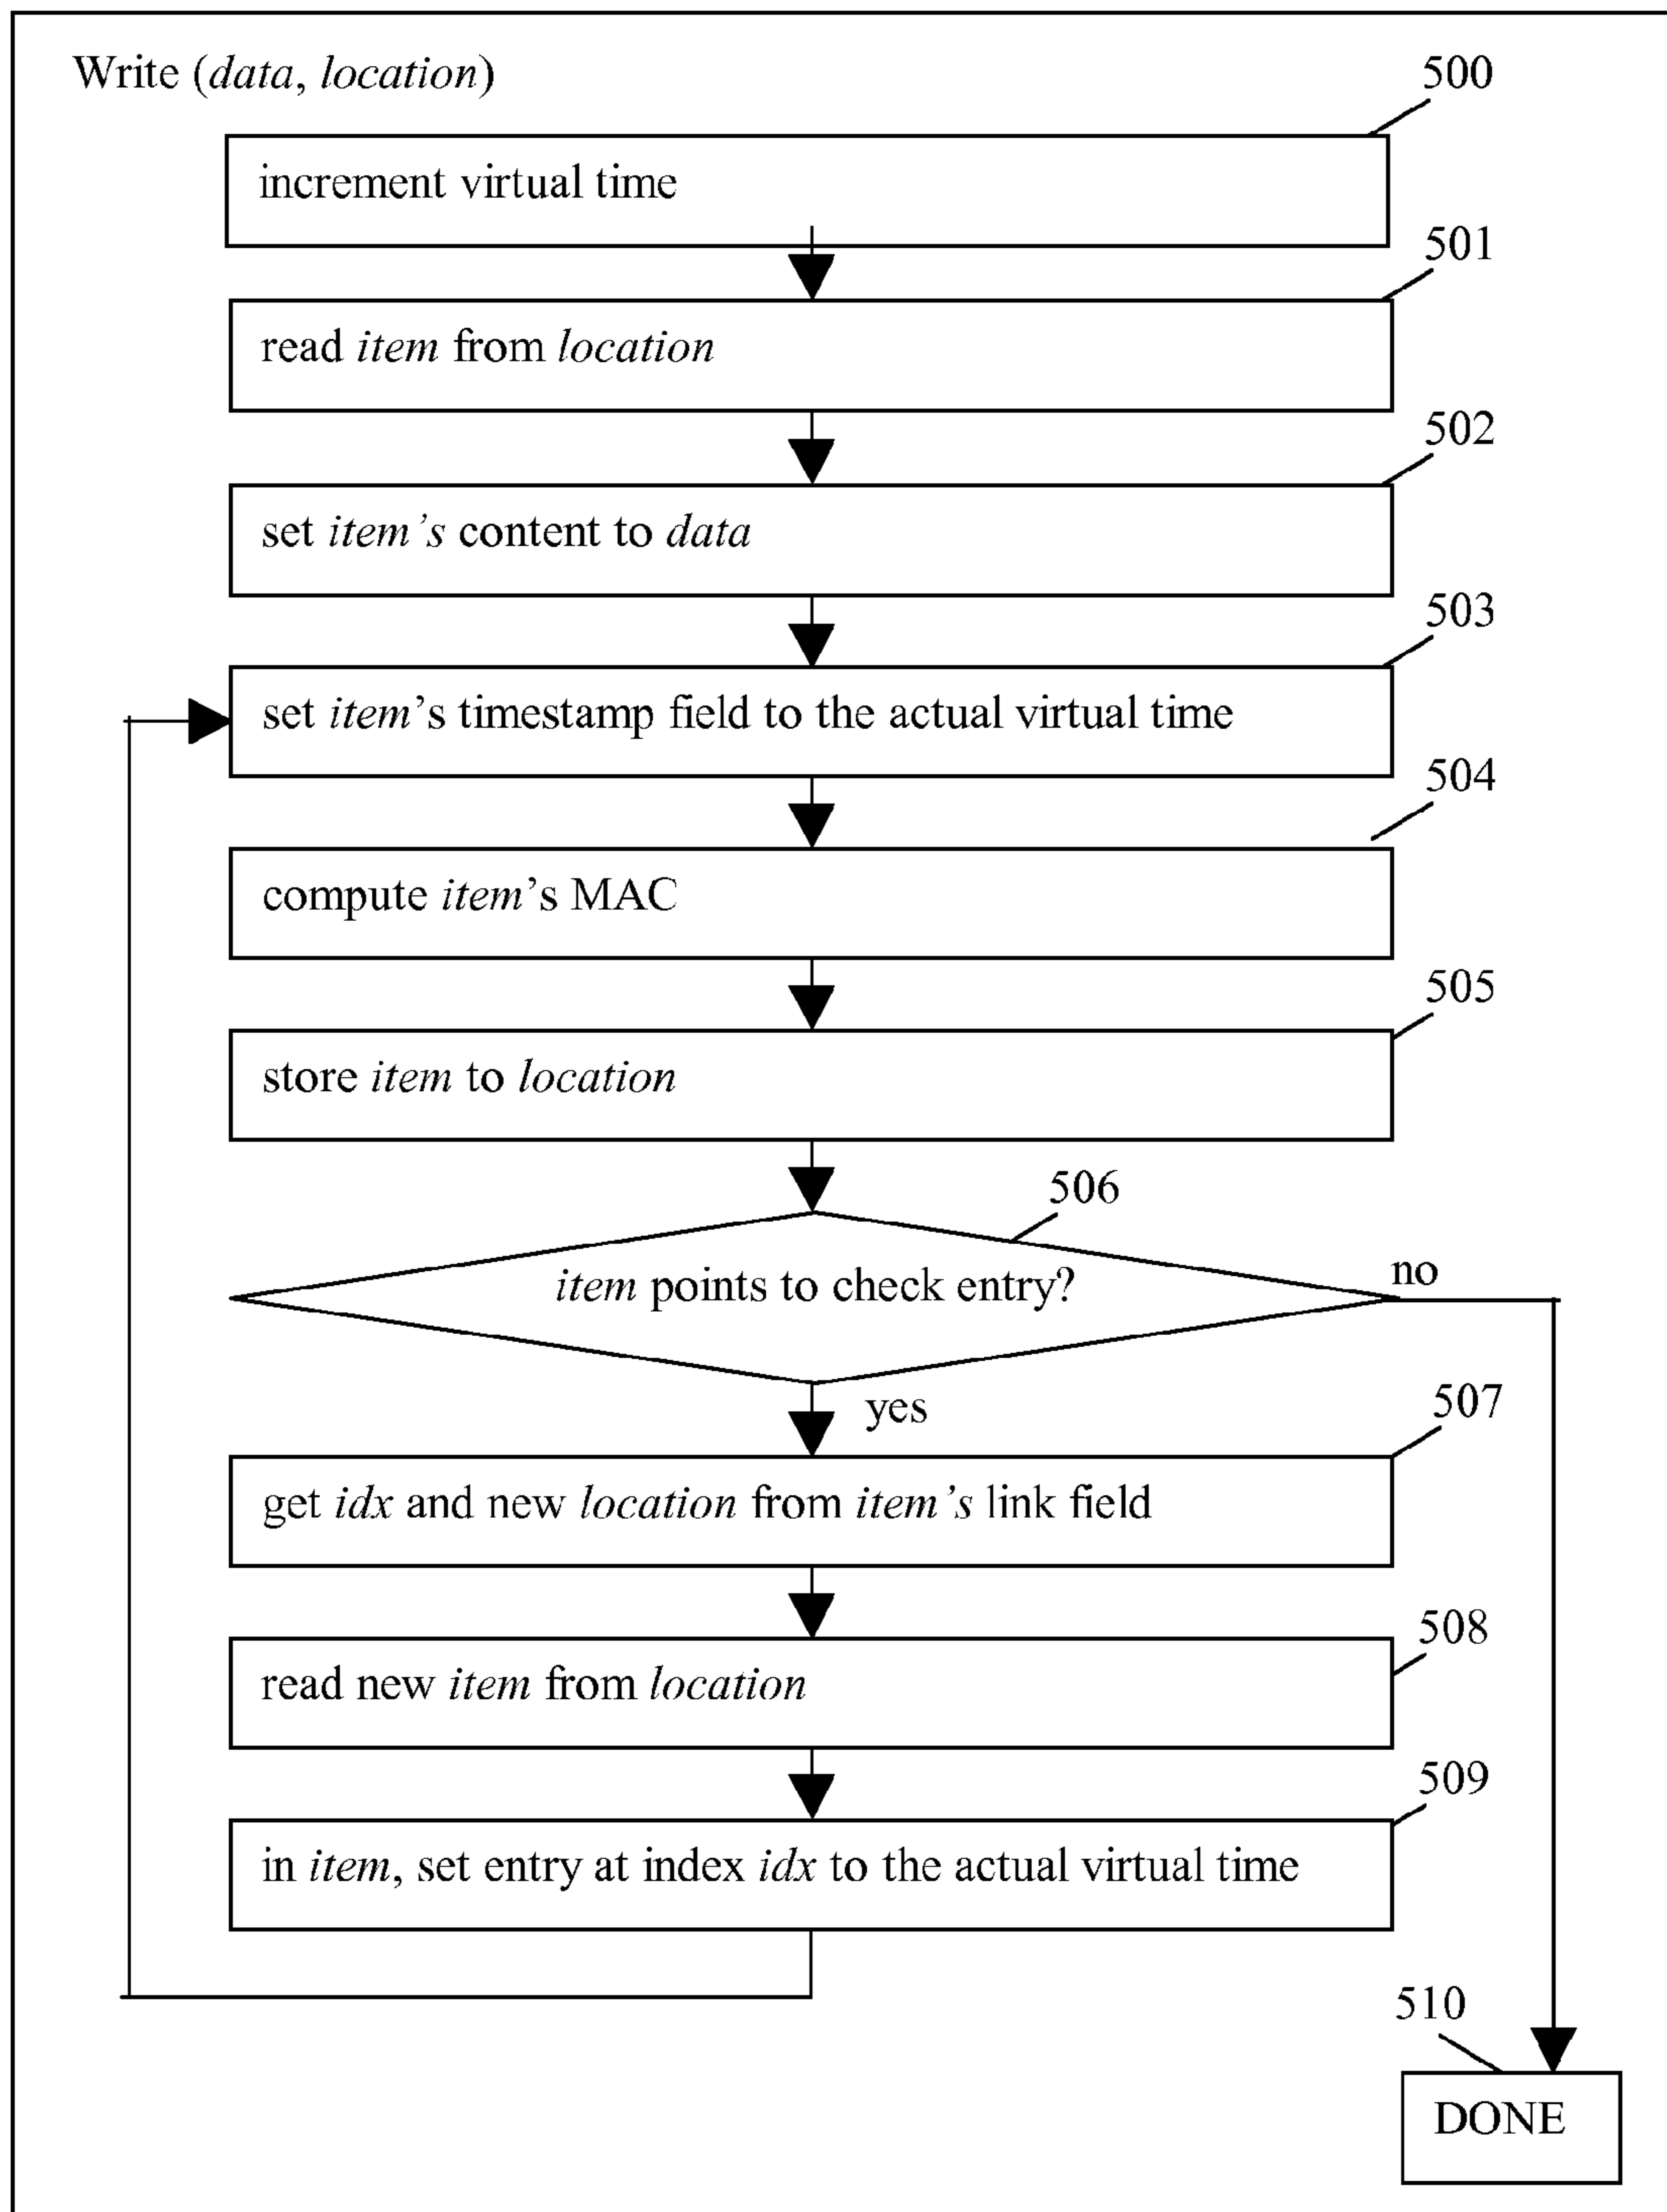 Write (data, location)
500
increment virtual time
501
read item from location
502
set item's content to data
503
set item’s timestamp field to the actual virtual time
504
compute item’s MAC
505
store item to location
506
item points to check entry?
no
yes
507
get idx and new location from item's link field
508
read new item from location
509
in item, set entry at index idx to the actual virtual time
510
DONE